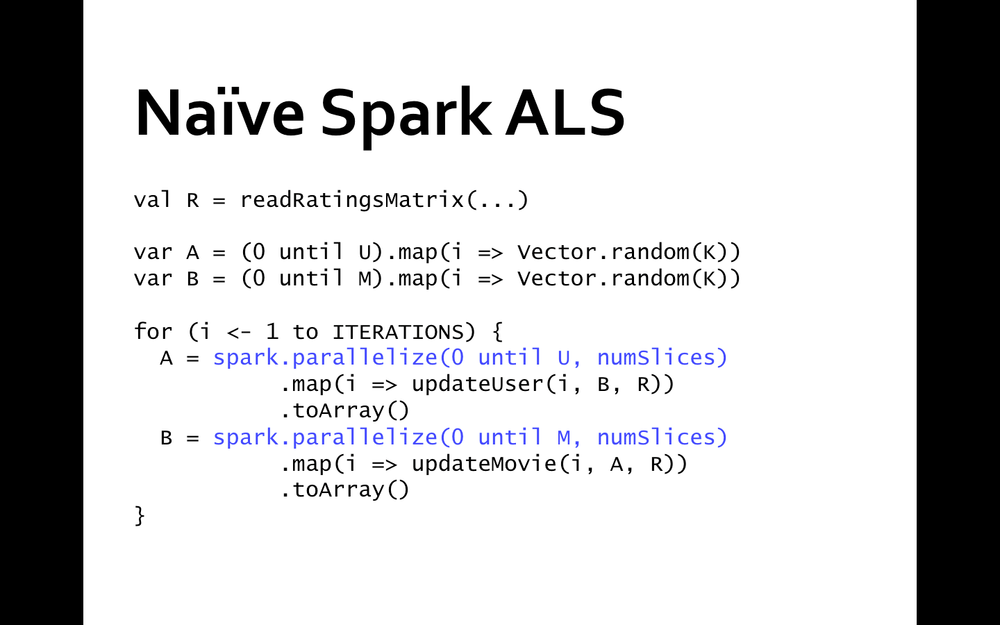 Naïve Spark ALS
val R = readRatingsMatrix(...)
var A = (0 until U).map(i => Vector.random(K))
var B = (0 until M).map(i => Vector.random(K))
for (i <- 1 to ITERATIONS) {
A = spark.parallelize(0 until U, numSlices)
.map(i => updateUser(i, B, R))
.toArray()
B = spark.parallelize(0 until M, numSlices)
.map(i => updateMovie(i, A, R))
.toArray()
}